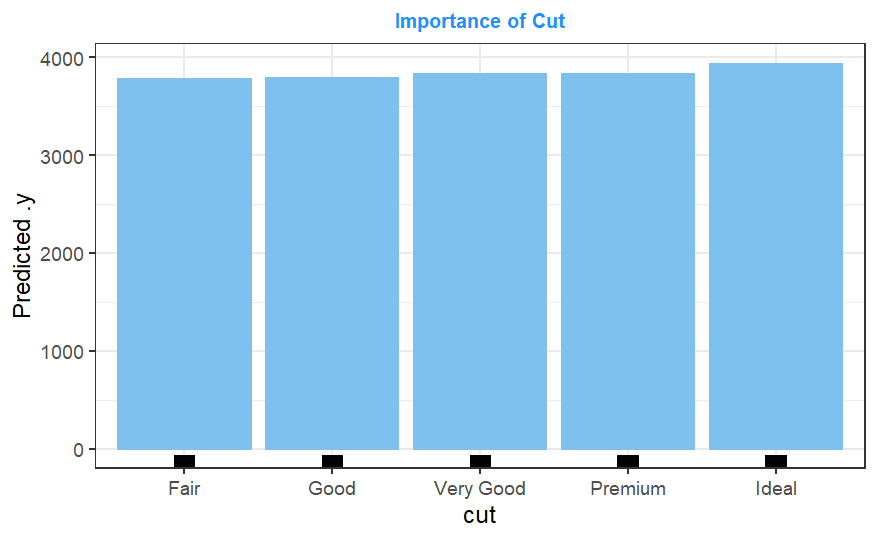 Importance of Cut
Predicted .y
4000
3000
2000
1000
0
Fair Good Very Good Premium Ideal
cut